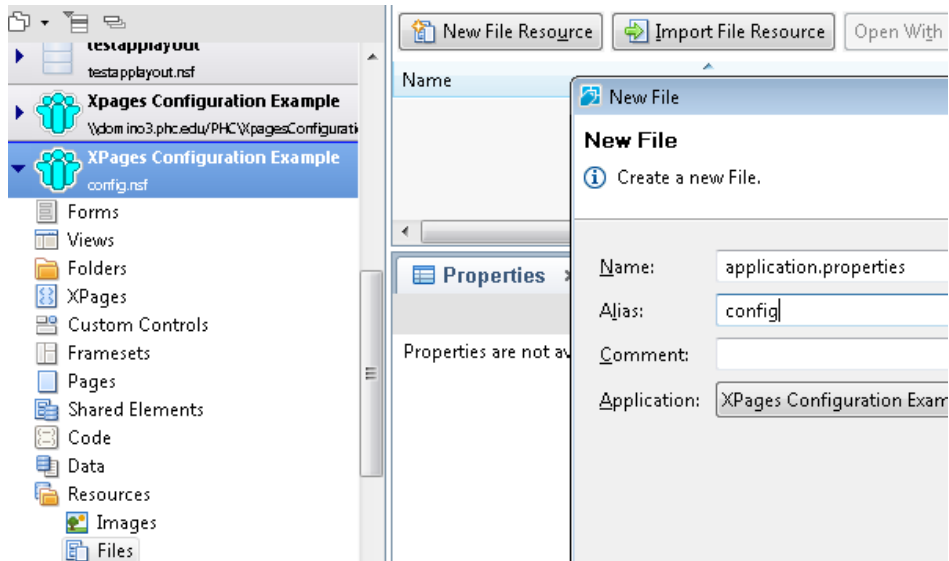 testapplayout
testapplayout.nsf
Xpages Configuration Example
\\domino3.phc.edu/PHC\XpagesConfigurati
XPages Configuration Example
config.nsf
Forms
Views
Folders
XPages
Custom Controls
Framesets
Pages
Shared Elements
Code
Data
Resources
Images
Files
New File Resource
Import File Resource
Open With
Name
Properties
Properties are not av
New File
New File
Create a new File.
Name: application.properties
Alias: config
Comment:
Application: XPages Configuration Exam